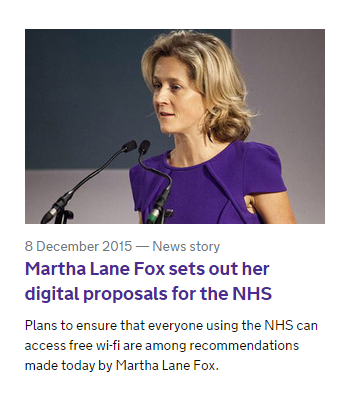 8 December 2015 — News story
Martha Lane Fox sets out her
digital proposals for the NHS
Plans to ensure that everyone using the NHS can
access free wi-fi are among recommendations
made today by Martha Lane Fox.